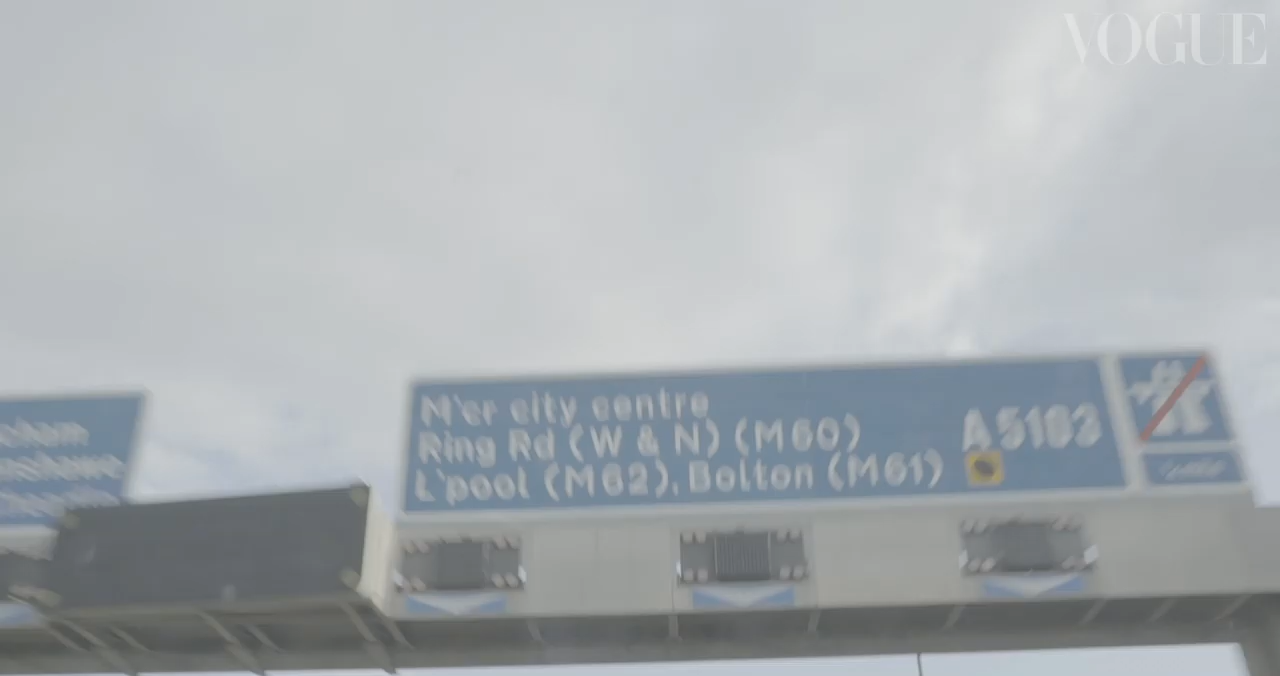 VOGUE
M'cr city centre
Ring Rd (W & N) (M60)
L'pool (M62), Bolton (M61)
A5103